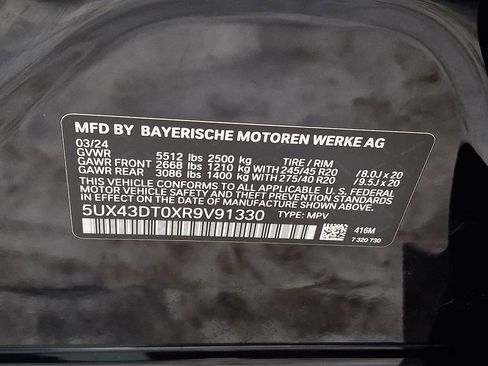 MFD BY BAYERISCHE MOTOREN WERKE AG
03/24
GVWR 5512 lbs 2500 kg TIRE / RIM
GAWR FRONT 2668 lbs 1210 kg WITH 245/45 R20 /8.0J x 20
GAWR REAR 3086 lbs 1400 kg WITH 275/40 R20 /9.5J x 20
THIS VEHICLE CONFORMS TO ALL APPLICABLE U.S. FEDERAL
MOTOR VEHICLE SAFETY, BUMPER AND THEFT PREVENTION
STANDARDS IN EFFECT ON THE DATE OF MANUFACTURE SHOWN ABOVE.
5UX43DT0XR9V91330 TYPE: MPV
416M
7 320 730